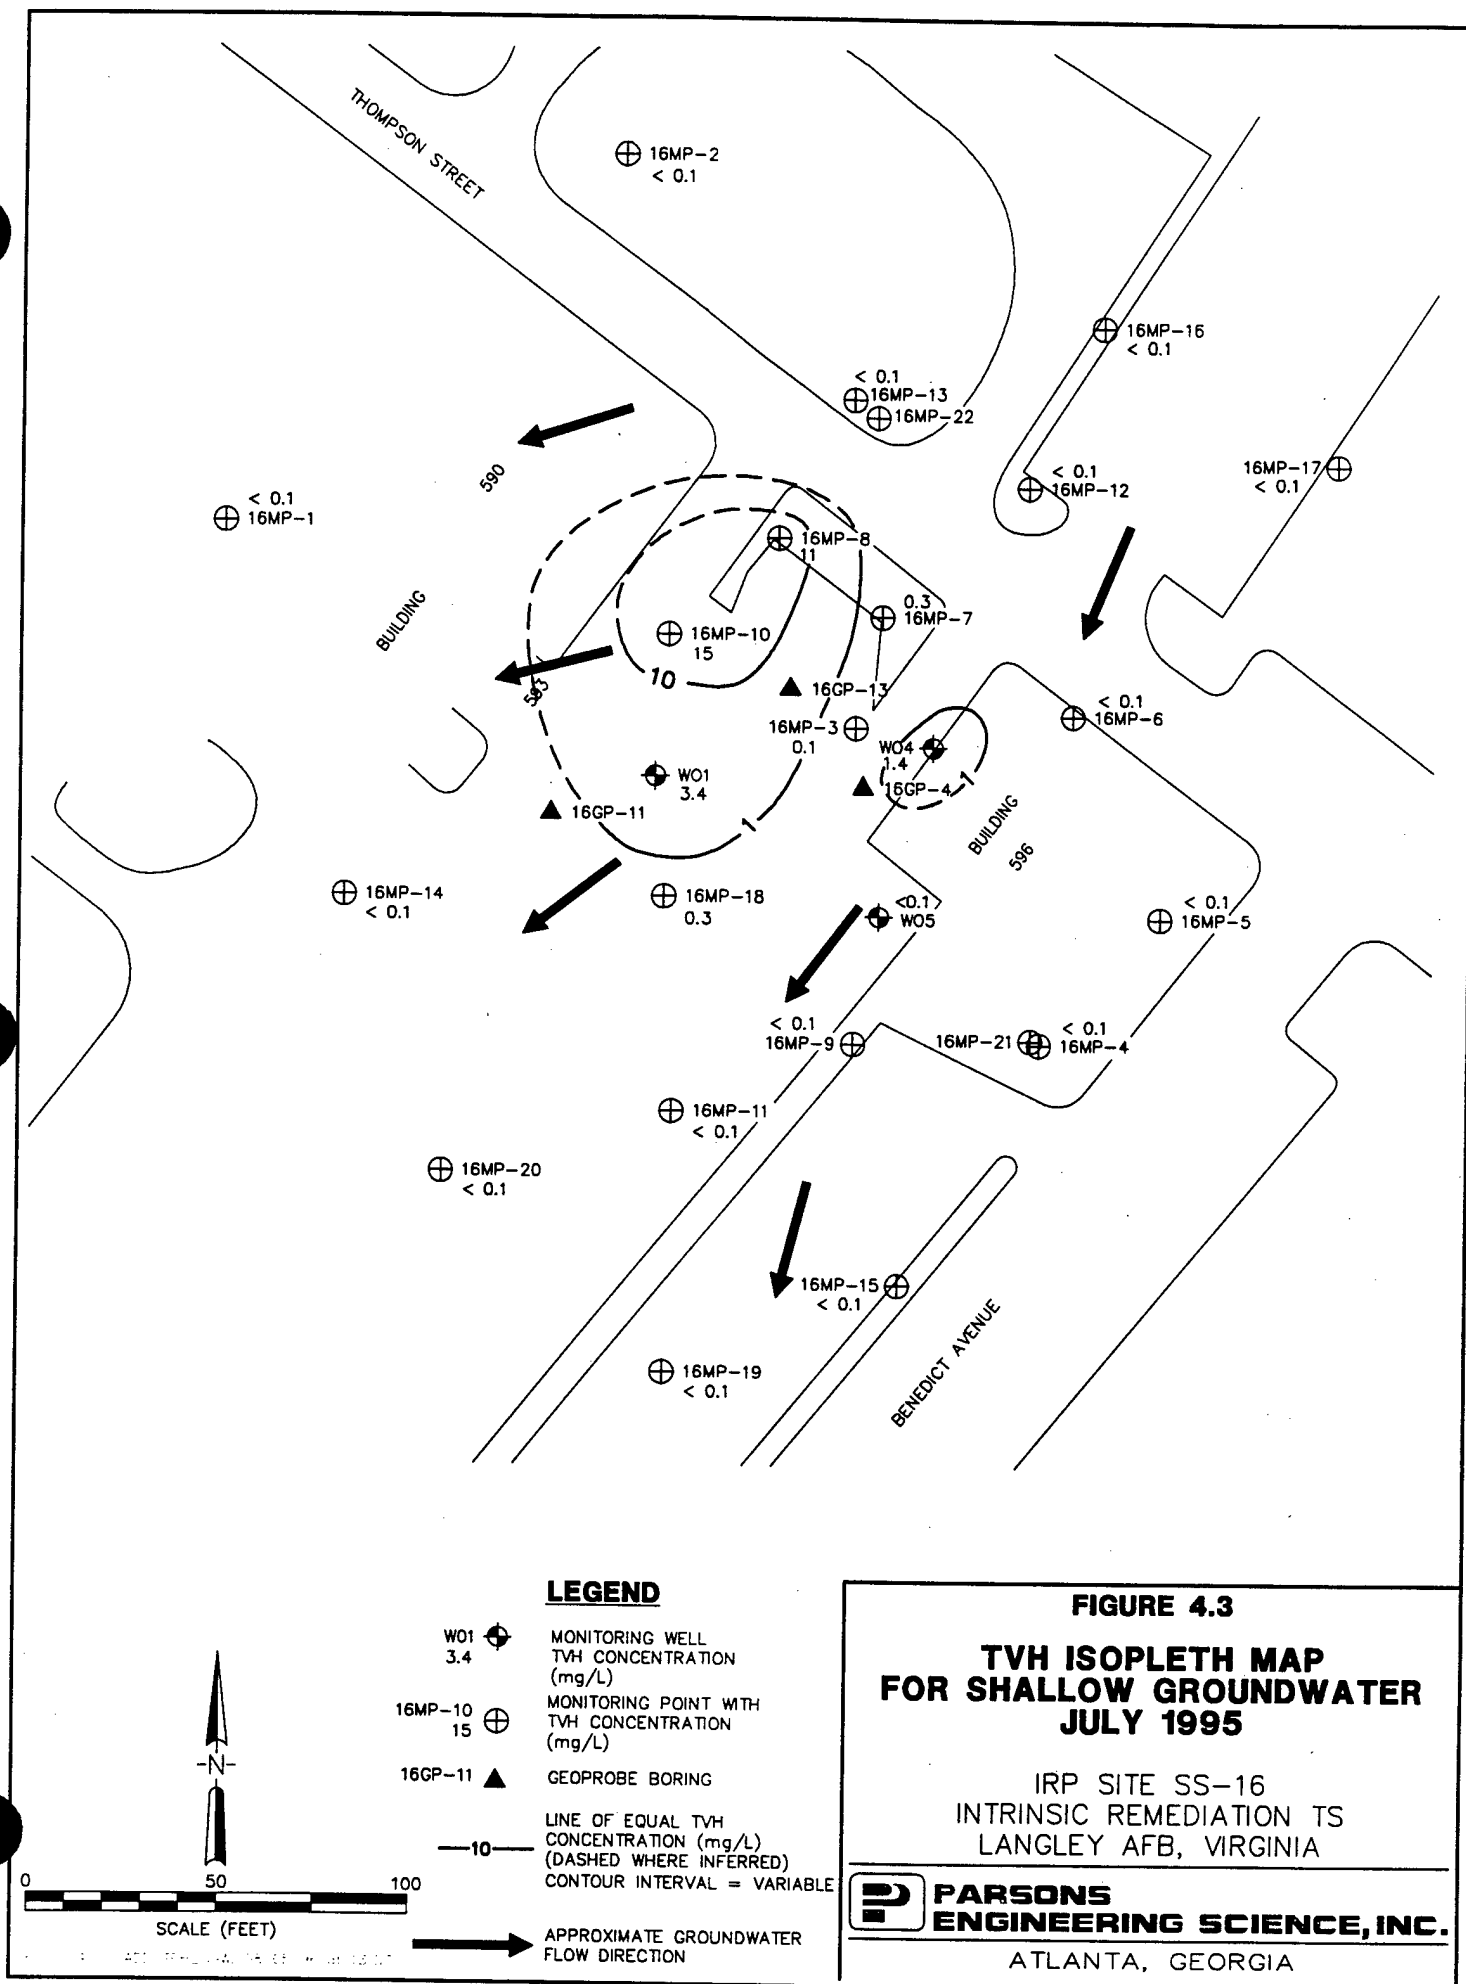 THOMPSON STREET
16MP-2
< 0.1
16MP-16
< 0.1
< 0.1
16MP-13
16MP-22
590
< 0.1
16MP-1
< 0.1
16MP-12
16MP-17
< 0.1
16MP-8
11
BUILDING
0.3
16MP-7
16MP-10
15
10
593
16GP-13
16MP-3
0.1
< 0.1
16MP-6
W04
1.4
1
16GP-4
W01
3.4
16GP-11
1
BUILDING
596
16MP-14
< 0.1
16MP-18
0.3
<0.1
W05
< 0.1
16MP-5
< 0.1
16MP-9
16MP-21
< 0.1
16MP-4
16MP-11
< 0.1
16MP-20
< 0.1
16MP-15
< 0.1
16MP-19
< 0.1
BENEDICT AVENUE
LEGEND
W01
3.4
MONITORING WELL
TVH CONCENTRATION
(mg/L)
16MP-10
15
MONITORING POINT WITH
TVH CONCENTRATION
(mg/L)
16GP-11
GEOPROBE BORING
10
LINE OF EQUAL TVH
CONCENTRATION (mg/L)
(DASHED WHERE INFERRED)
CONTOUR INTERVAL = VARIABLE
APPROXIMATE GROUNDWATER
FLOW DIRECTION
-N-
0 50 100
SCALE (FEET)
FIGURE 4.3
TVH ISOPLETH MAP
FOR SHALLOW GROUNDWATER
JULY 1995
IRP SITE SS-16
INTRINSIC REMEDIATION TS
LANGLEY AFB, VIRGINIA
PARSONS
ENGINEERING SCIENCE, INC.
ATLANTA, GEORGIA